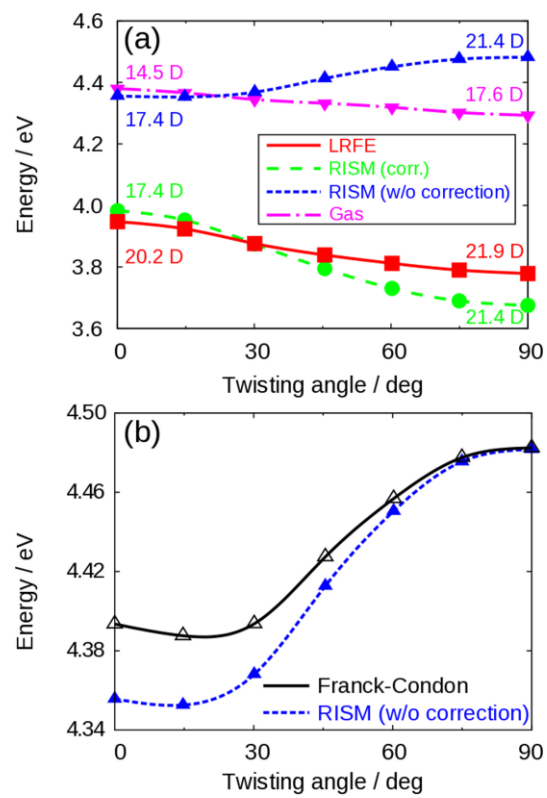 (a)
4.6
4.4
4.2
4.0
3.8
3.6
Energy / eV
14.5 D
17.4 D
21.4 D
17.6 D
LRFE
RISM (corr.)
RISM (w/o correction)
Gas
17.4 D
20.2 D
21.9 D
21.4 D
0 15 30 45 60 75 90
Twisting angle / deg
(b)
4.50
4.46
4.42
4.38
4.34
Energy / eV
Franck-Condon
RISM (w/o correction)
0 30 60 90
Twisting angle / deg